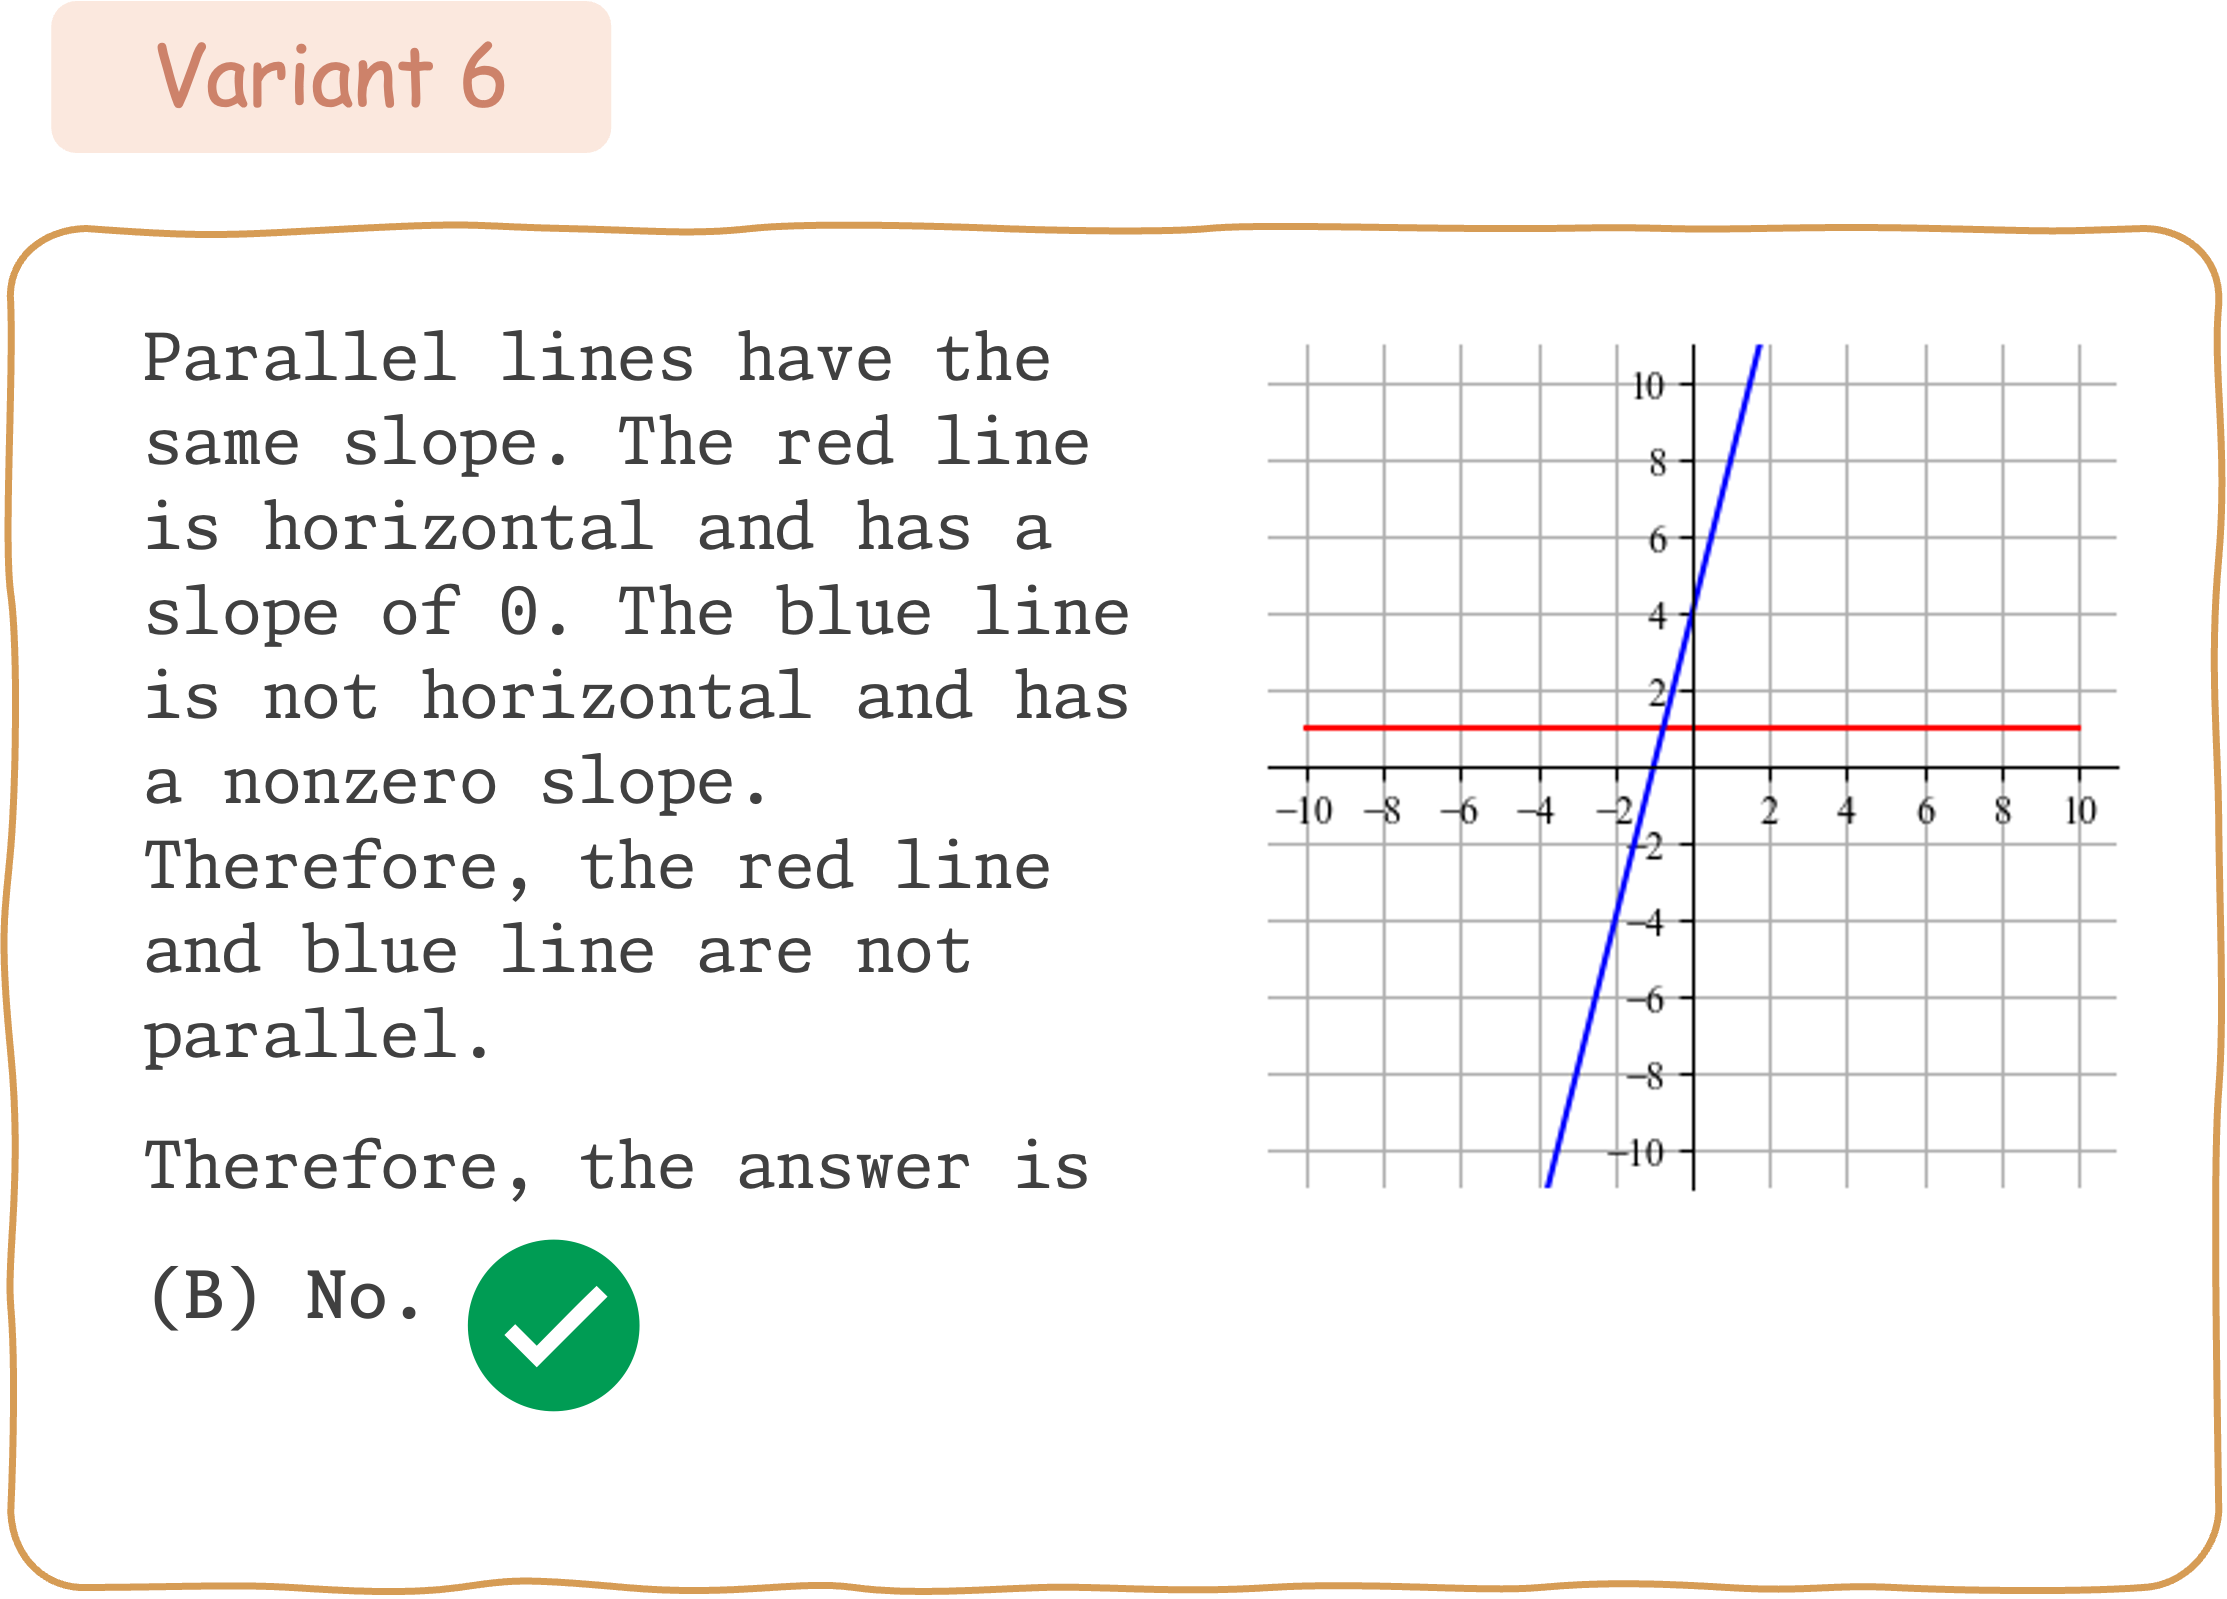 Variant 6
Parallel lines have the
same slope. The red line
is horizontal and has a
slope of 0. The blue line
is not horizontal and has
a nonzero slope.
Therefore, the red line
and blue line are not
parallel.
Therefore, the answer is
(B) No.
10
8
6
4
2
−10 −8 −6 −4 −2 2 4 6 8 10
−2
−4
−6
−8
−10